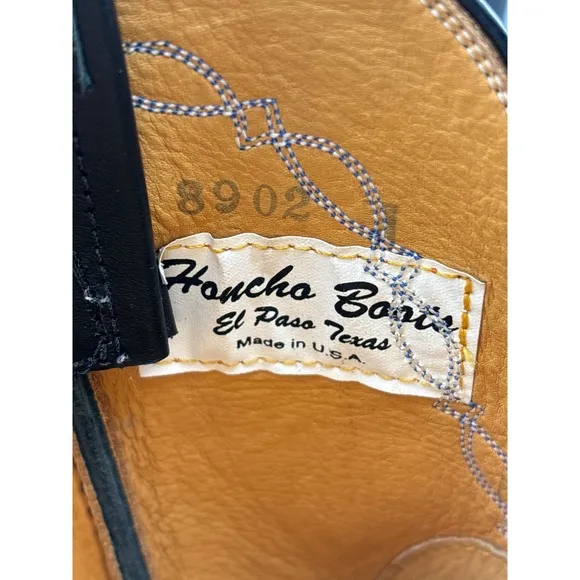 8902
Honcho Boots
El Paso Texas
Made in U.S.A.